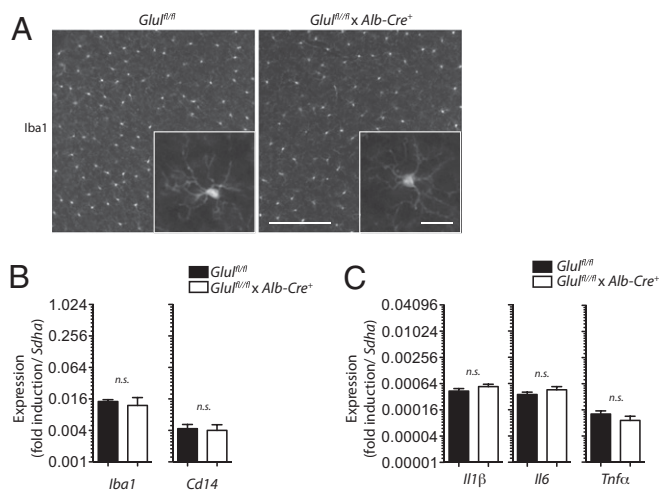 A
Glul^fl/fl
Glul^fl//fl x Alb-Cre⁺
Iba1
B
Glul^fl/fl
Glul^fl//fl x Alb-Cre⁺
Expression
(fold induction/ Sdha)
1.024
0.256
0.064
0.016
0.004
0.001
n.s.
n.s.
Iba1
Cd14
C
Glul^fl/fl
Glul^fl//fl x Alb-Cre⁺
Expression
(fold induction/ Sdha)
0.04096
0.01024
0.00256
0.00064
0.00016
0.00004
0.00001
n.s.
n.s.
n.s.
Il1β
Il6
Tnfα